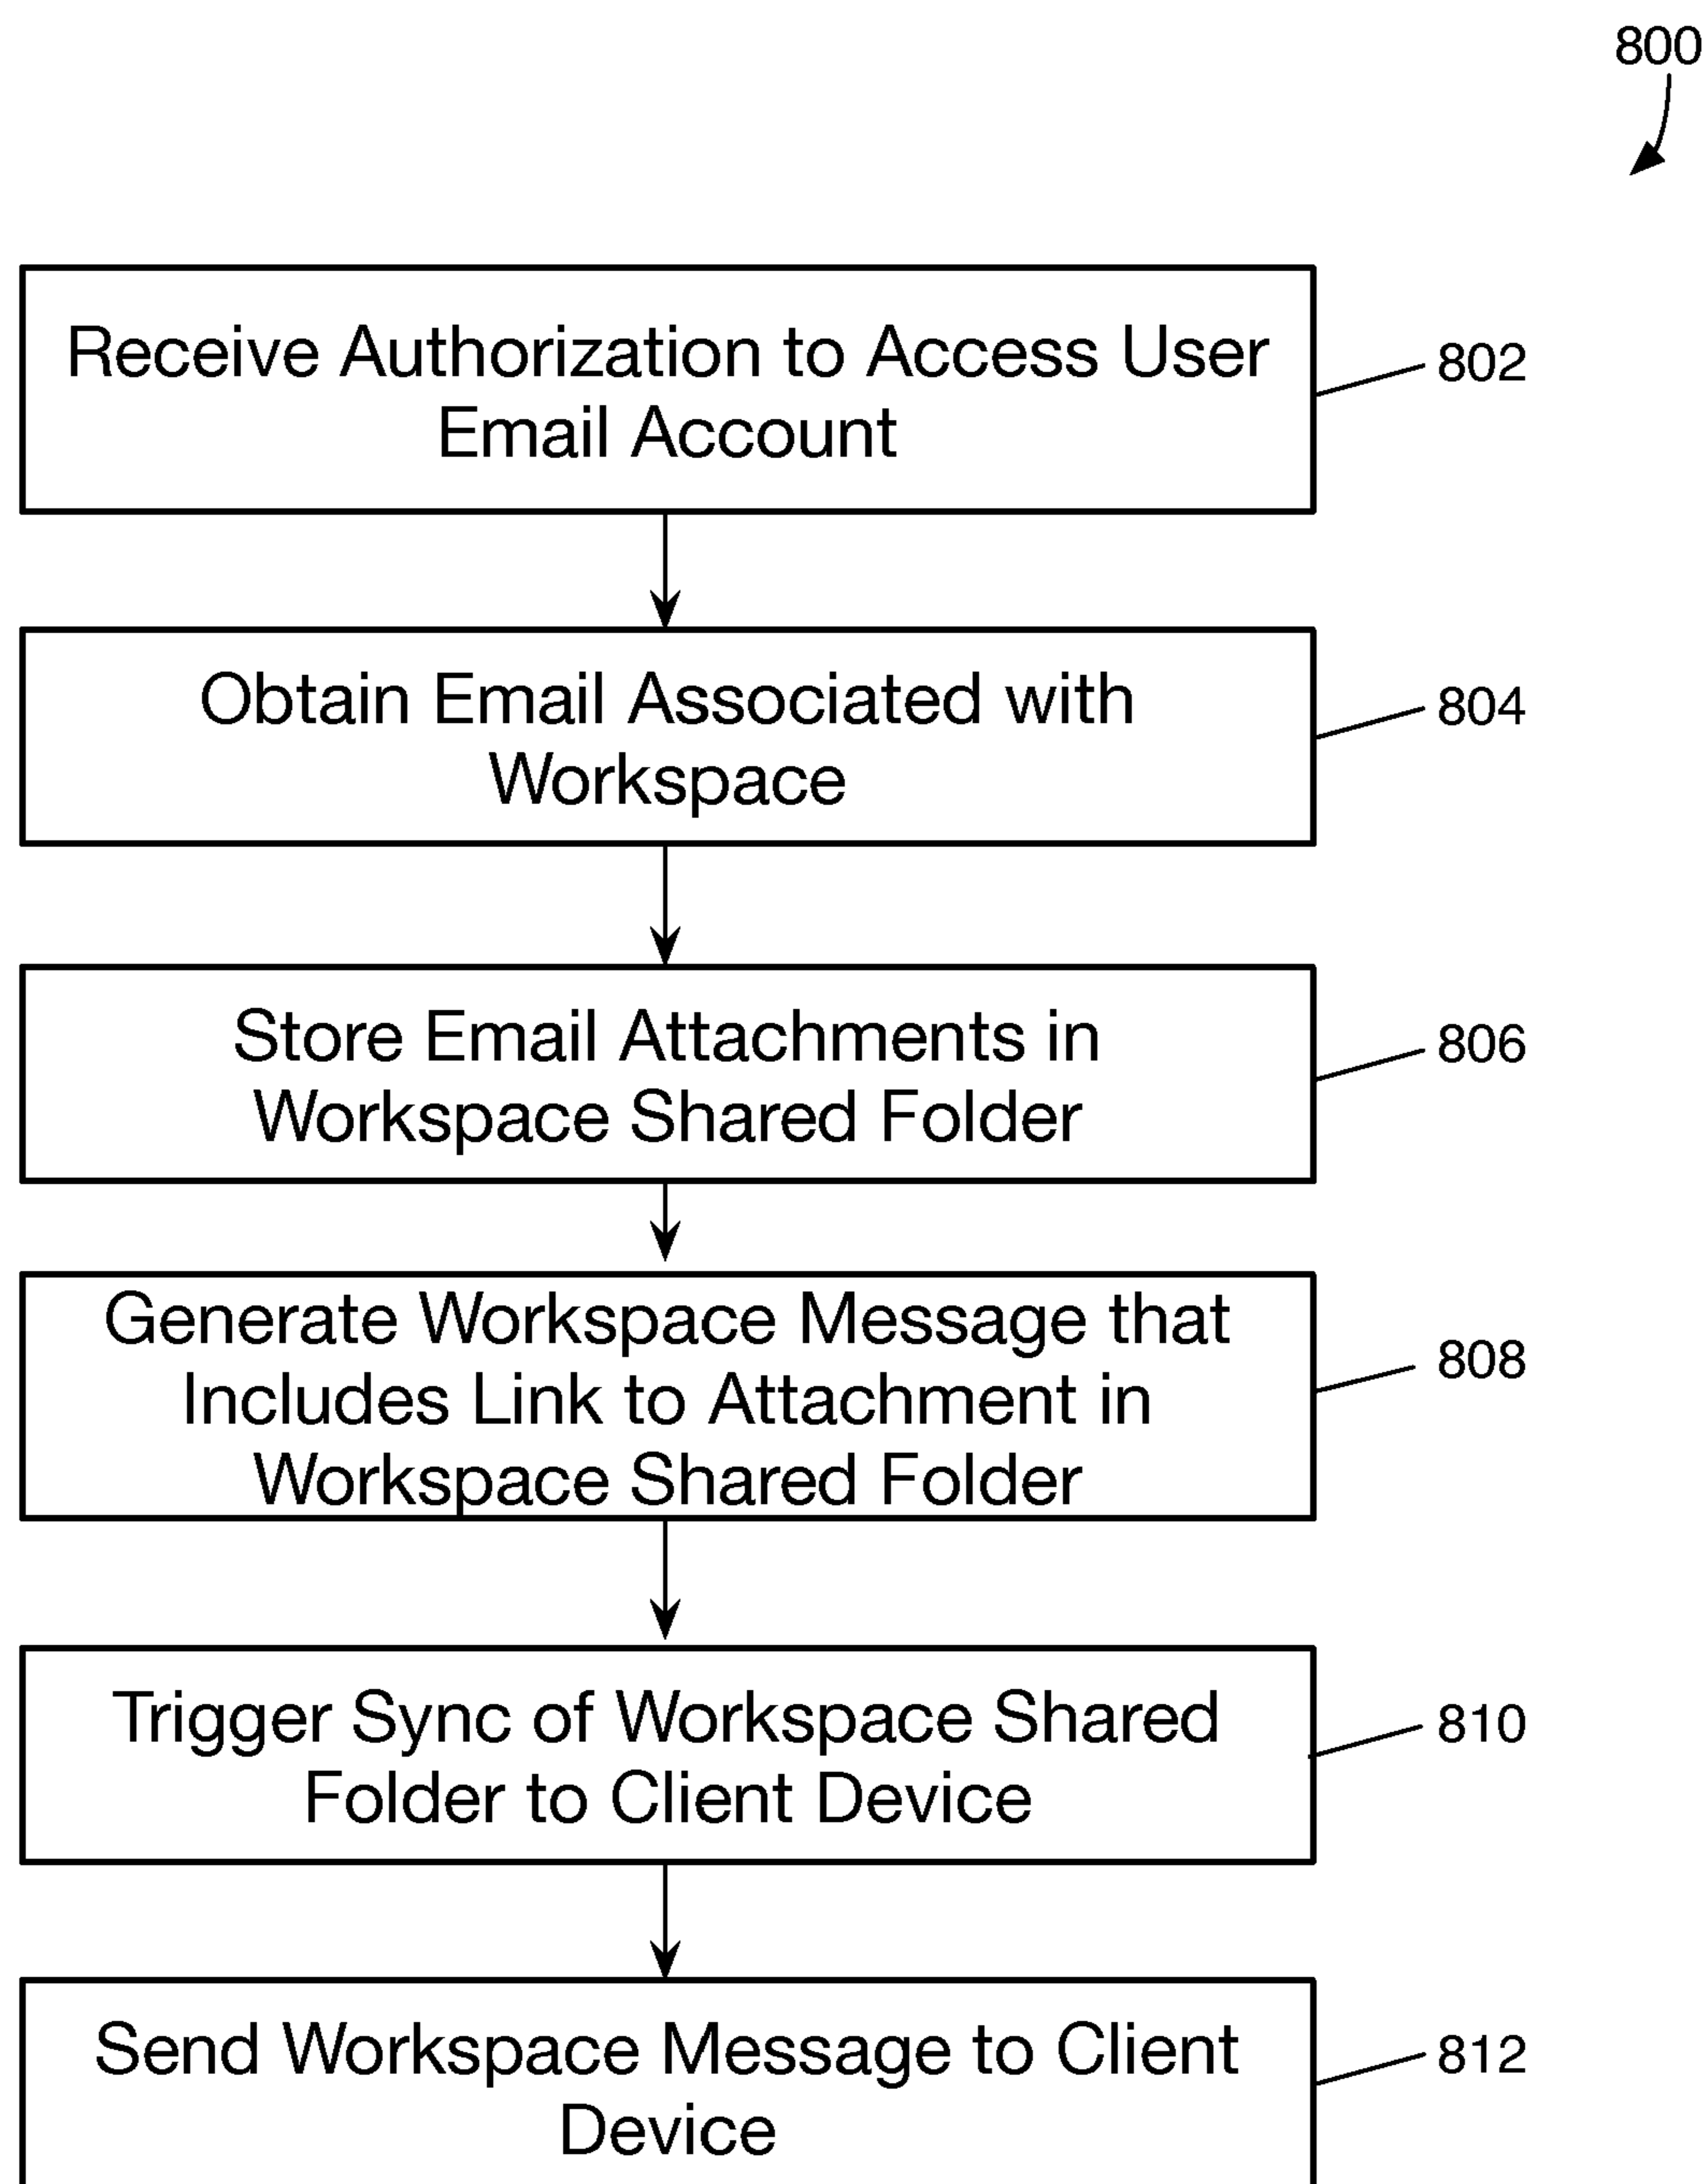 800
Receive Authorization to Access User
Email Account
802
Obtain Email Associated with
Workspace
804
Store Email Attachments in
Workspace Shared Folder
806
Generate Workspace Message that
Includes Link to Attachment in
Workspace Shared Folder
808
Trigger Sync of Workspace Shared
Folder to Client Device
810
Send Workspace Message to Client
Device
812